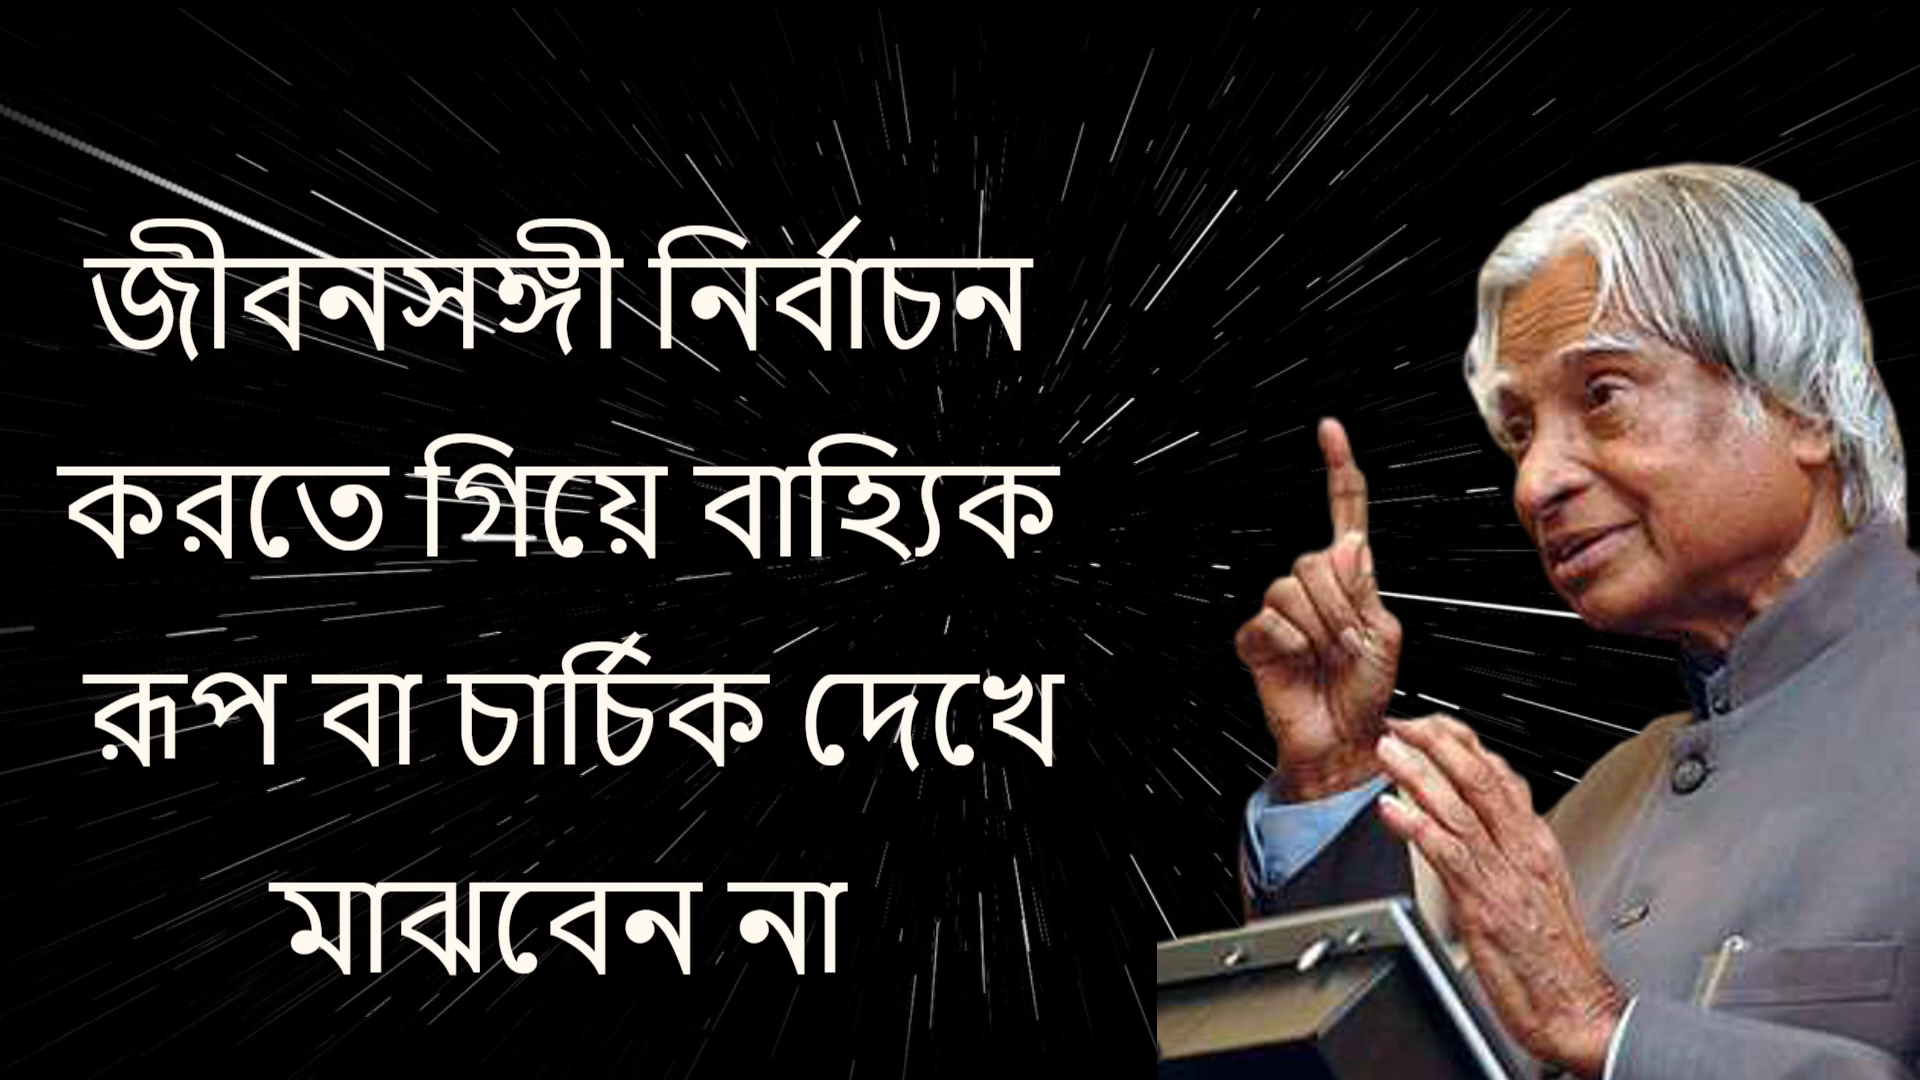 জীবনসঙ্গী নির্বাচন
করতে গিয়ে বাহ্যিক
রূপ বা চার্চিক দেখে
মাঝবেন না